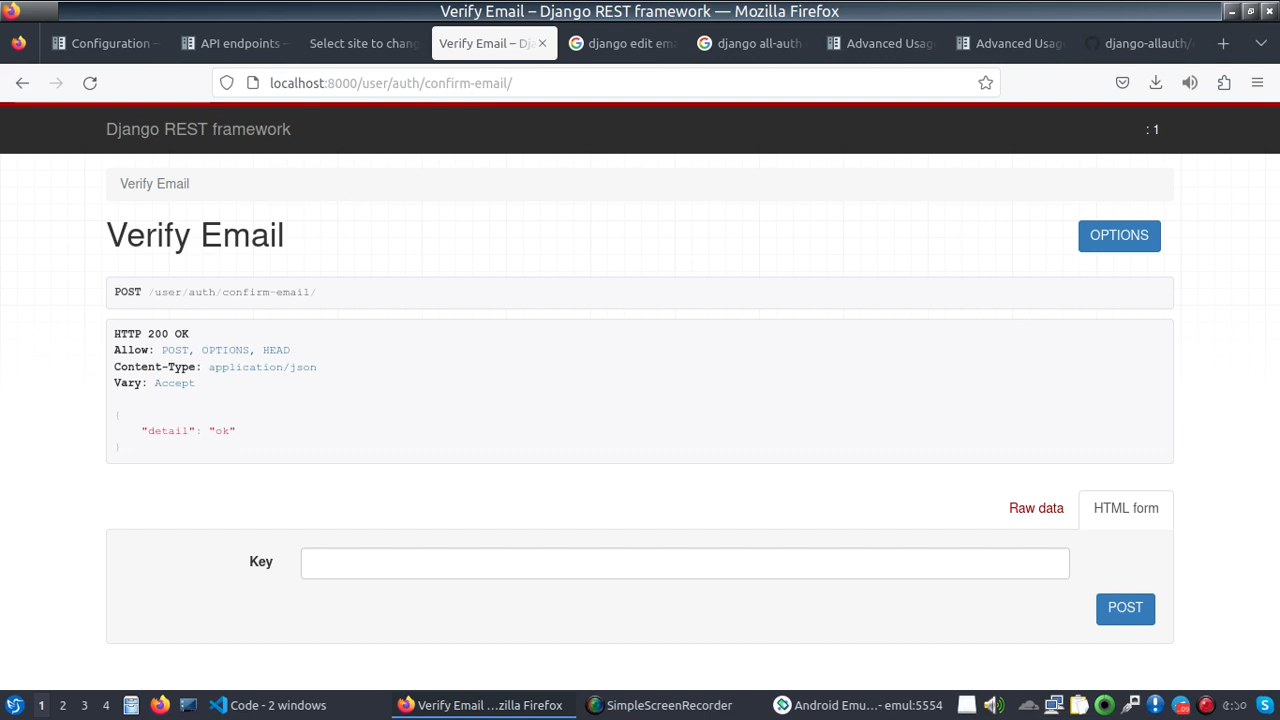 Verify Email – Django REST framework — Mozilla Firefox
Configuration –
API endpoints –
Select site to chang
Verify Email – Dja
django edit ema
django all-auth
Advanced Usag
Advanced Usag
django-allauth/
localhost:8000/user/auth/confirm-email/
Django REST framework
: 1
Verify Email
Verify Email
OPTIONS
POST /user/auth/confirm-email/
HTTP 200 OK
Allow: POST, OPTIONS, HEAD
Content-Type: application/json
Vary: Accept
{
"detail": "ok"
}
Raw data
HTML form
Key
POST
1 2 3 4
Code - 2 windows
Verify Email ...zilla Firefox
SimpleScreenRecorder
Android Emu...- emul:5554